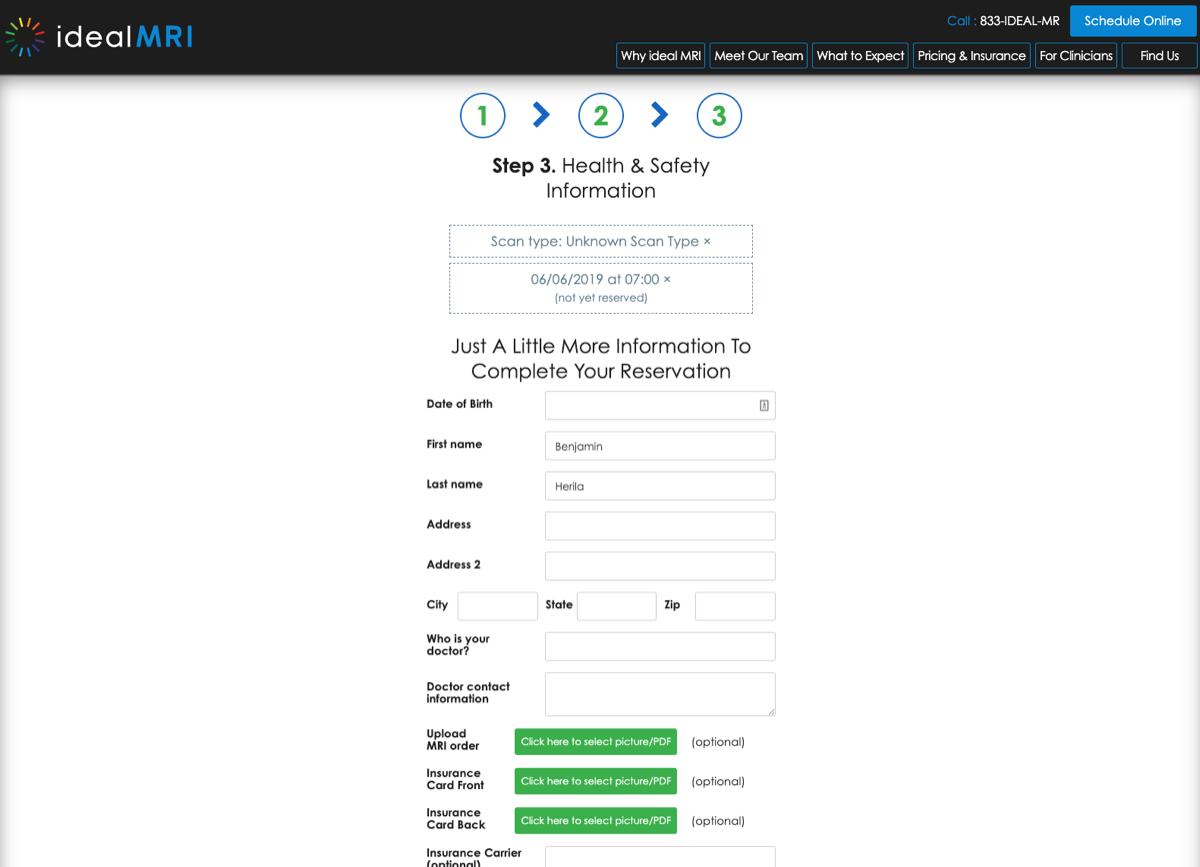 idealMRI
Call : 833-IDEAL-MR
Schedule Online
Why ideal MRI
Meet Our Team
What to Expect
Pricing & Insurance
For Clinicians
Find Us
1
2
3
Step 3. Health & Safety
Information
Scan type: Unknown Scan Type ×
06/06/2019 at 07:00 ×
(not yet reserved)
Just A Little More Information To
Complete Your Reservation
Date of Birth
First name
Benjamin
Last name
Herila
Address
Address 2
City
State
Zip
Who is your
doctor?
Doctor contact
information
Upload
MRI order
Click here to select picture/PDF
(optional)
Insurance
Card Front
Click here to select picture/PDF
(optional)
Insurance
Card Back
Click here to select picture/PDF
(optional)
Insurance Carrier
(optional)